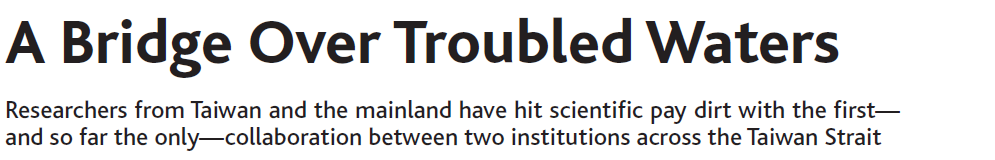 A Bridge Over Troubled Waters
Researchers from Taiwan and the mainland have hit scientific pay dirt with the first—
and so far the only—collaboration between two institutions across the Taiwan Strait